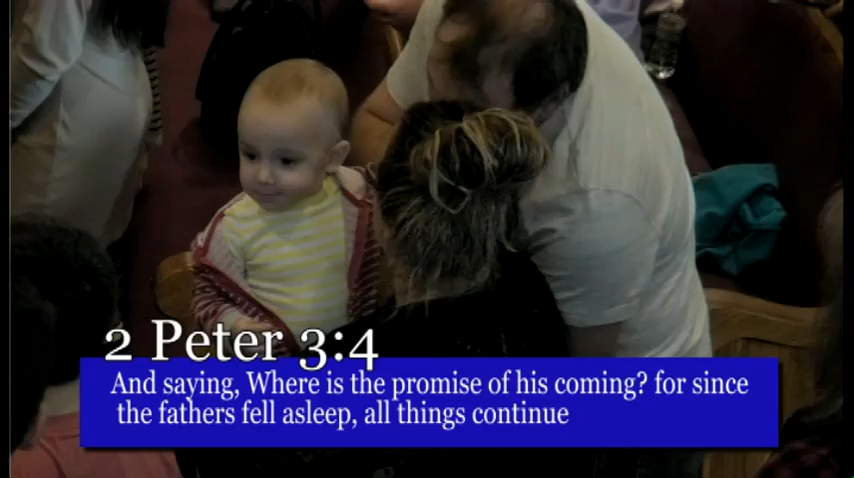 2 Peter 3:4
And saying, Where is the promise of his coming? for since
the fathers fell asleep, all things continue